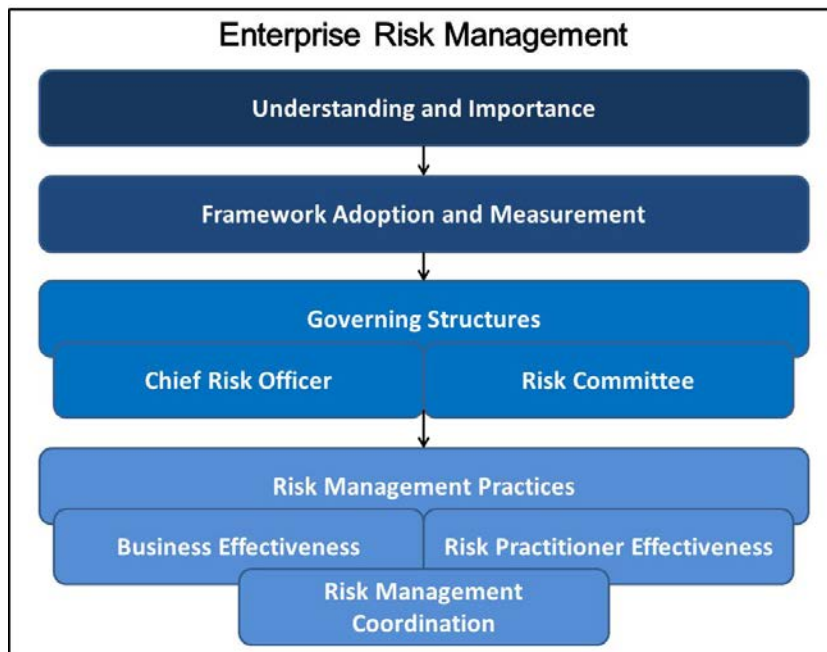 Enterprise Risk Management
Understanding and Importance
Framework Adoption and Measurement
Governing Structures
Chief Risk Officer
Risk Committee
Risk Management Practices
Business Effectiveness
Risk Practitioner Effectiveness
Risk Management
Coordination